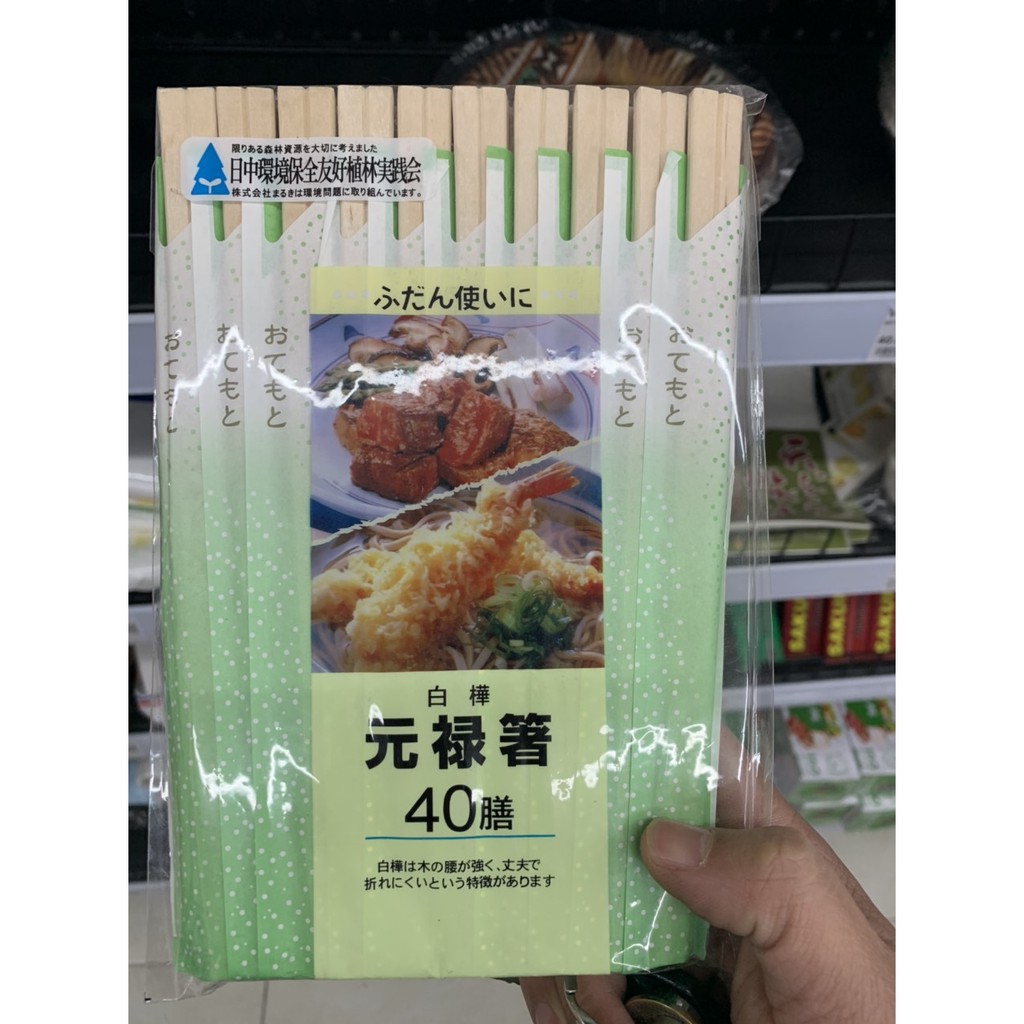 限りある森林資源を大切に考えました
日中環境保全友好植林実践会
株式会社まるきは環境問題に取り組んでいます。
ふだん使いに
おても
おてもと
おてもと
おてもと
おてもと
白樺
元禄箸
40膳
白樺は木の腰が強く、丈夫で
折れにくいという特徴があります
SAKU
SAKU
SAKU